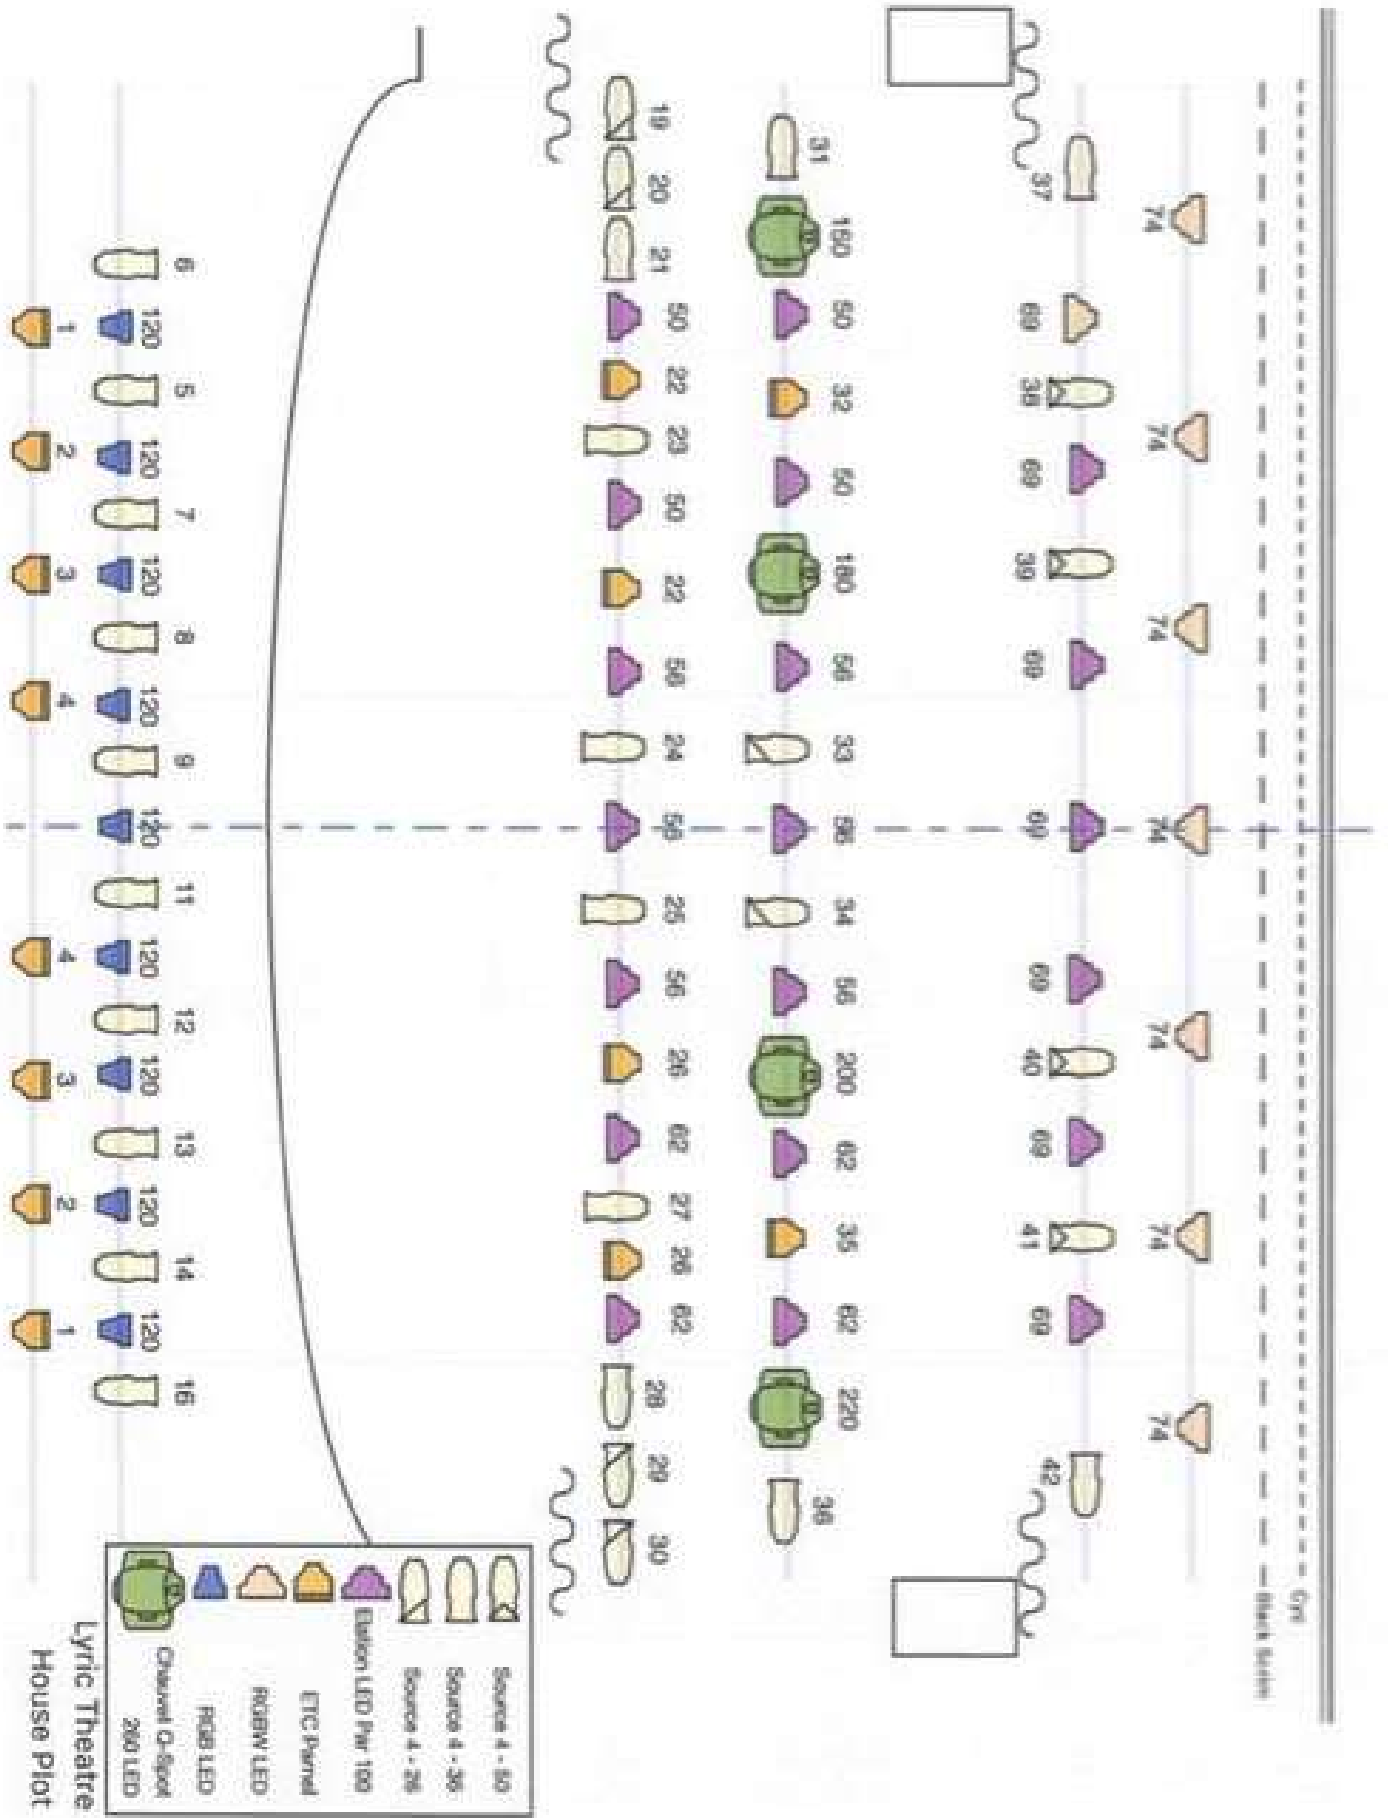 Cyc
Black Scrim
74 74 74 74 74 74 74
37 69 38 69 39 69 69 69 40 69 41 69 42
31 160 50 32 50 180 56 33 56 34 56 200 62 35 62 220 36
19 20 21 50 22 23 50 22 56 24 56 25 56 26 62 27 26 62 28 29 30
6 120 5 120 7 120 8 120 9 120 11 120 12 120 13 120 14 120 16
1 2 3 4 4 3 2 1
Source 4 - 50
Source 4 - 36
Source 4 - 26
Elation LED Par 100
ETC Parnel
RGBW LED
RGB LED
Chauvet Q-Spot
260 LED
Lyric Theatre
House Plot